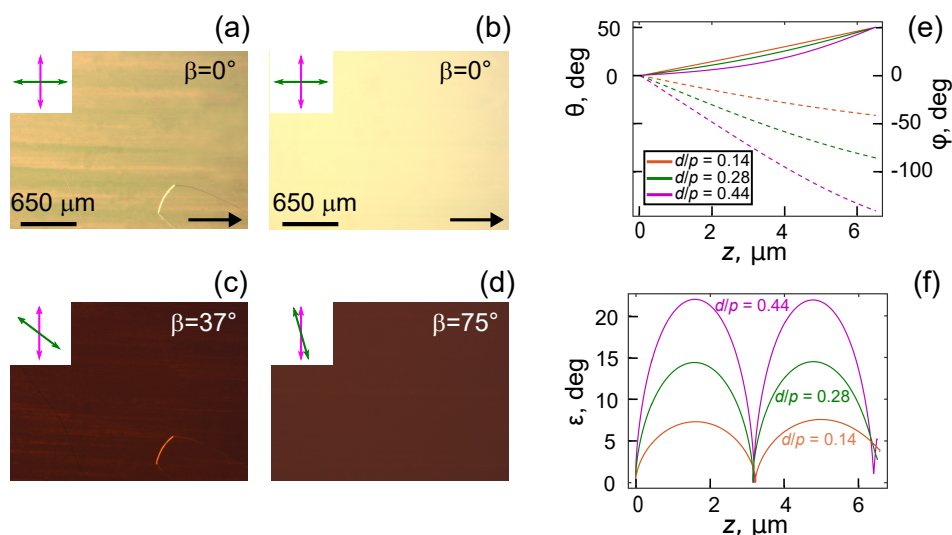 (a)
β=0°
650 μm
(b)
β=0°
650 μm
(c)
β=37°
(d)
β=75°
(e)
50
0
θ, deg
0
-50
-100
φ, deg
d/p = 0.14
d/p = 0.28
d/p = 0.44
0
2
4
6
z, μm
(f)
20
15
10
5
0
ε, deg
d/p = 0.44
d/p = 0.28
d/p = 0.14
0
2
4
6
z, μm